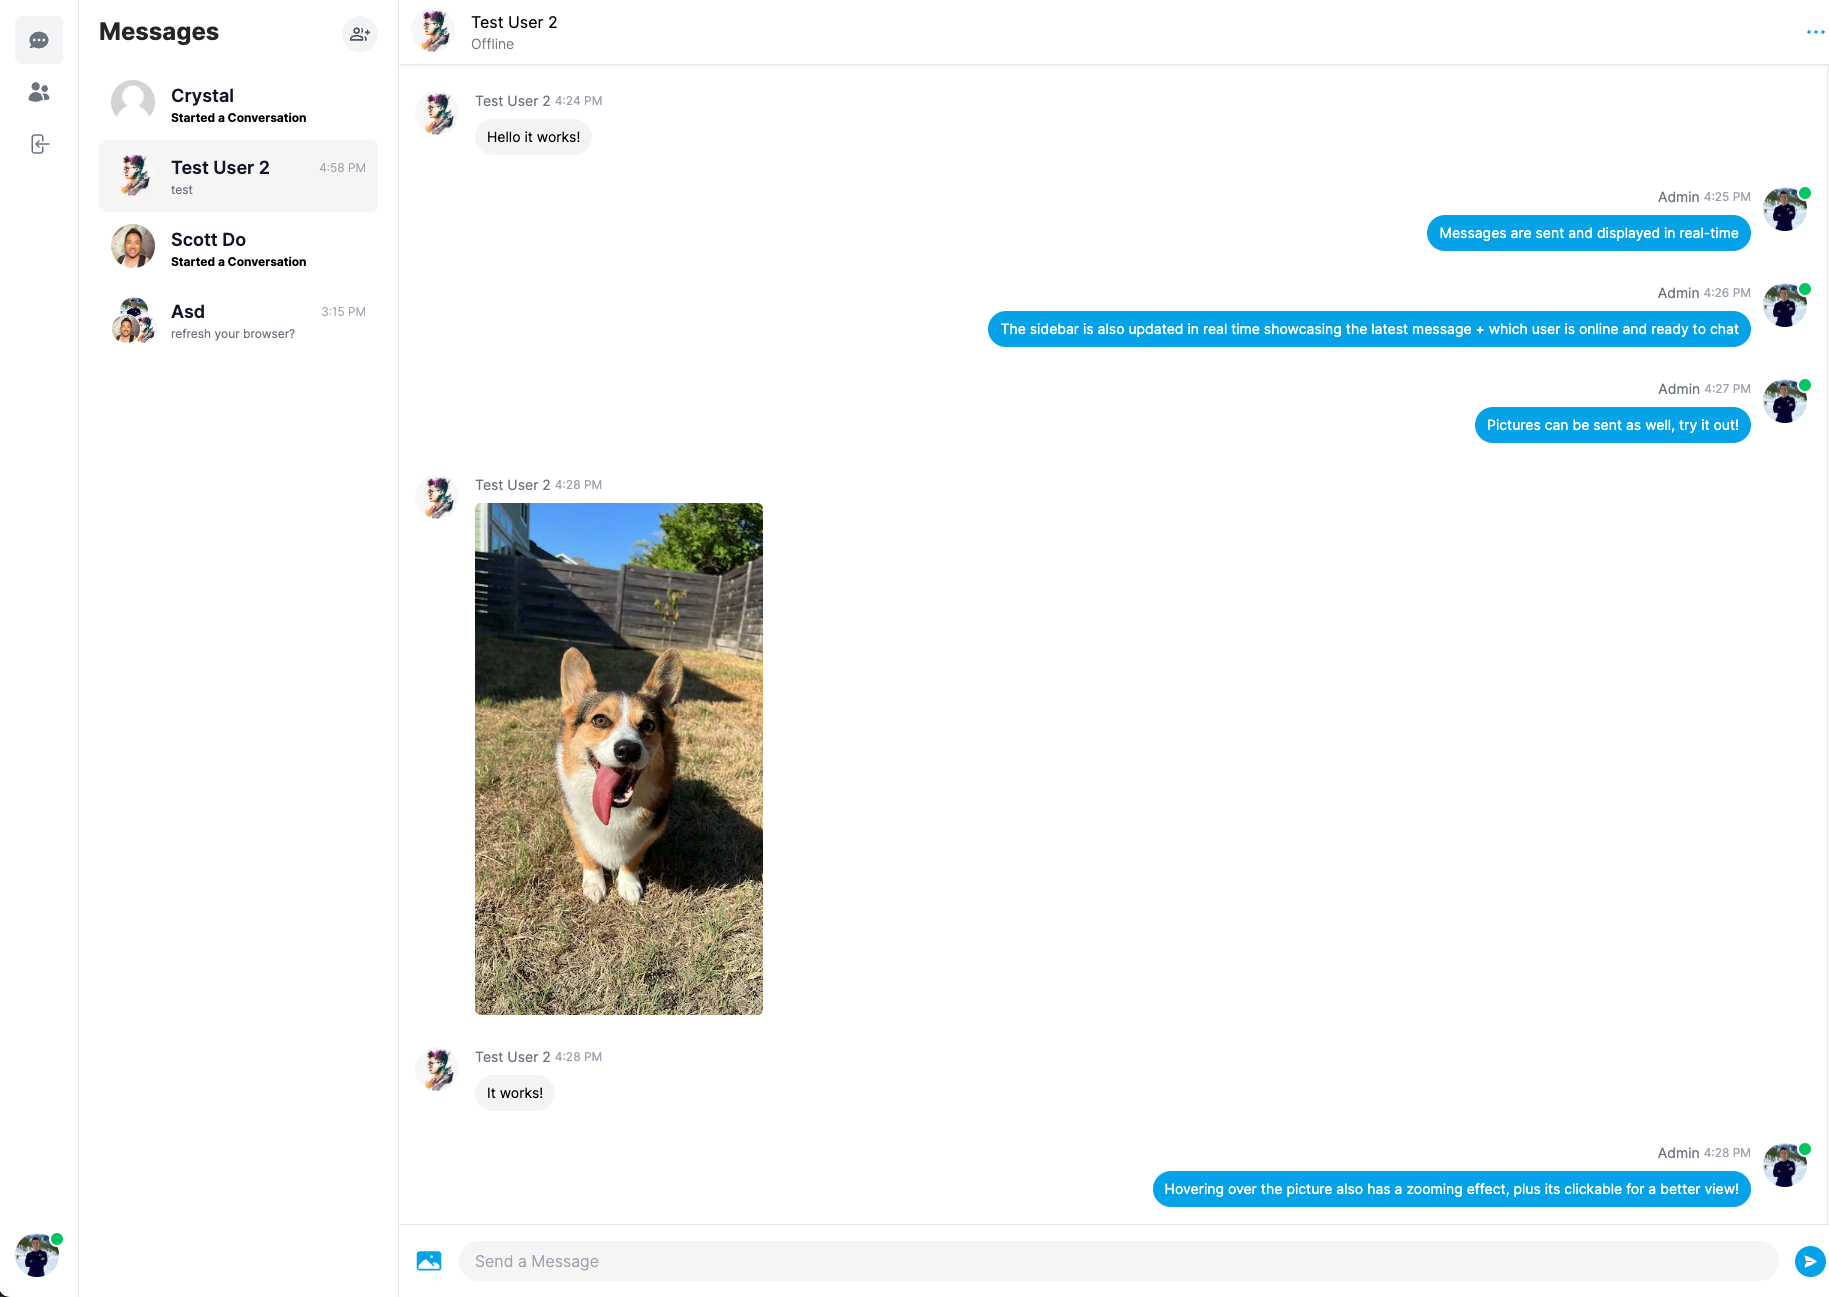 Messages
Crystal
Started a Conversation
Test User 2 4:58 PM
test
Scott Do
Started a Conversation
Asd 3:15 PM
refresh your browser?
Test User 2
Offline
Test User 2 4:24 PM
Hello it works!
Admin 4:25 PM
Messages are sent and displayed in real-time
Admin 4:26 PM
The sidebar is also updated in real time showcasing the latest message + which user is online and ready to chat
Admin 4:27 PM
Pictures can be sent as well, try it out!
Test User 2 4:28 PM
Test User 2 4:28 PM
It works!
Admin 4:28 PM
Hovering over the picture also has a zooming effect, plus its clickable for a better view!
Send a Message